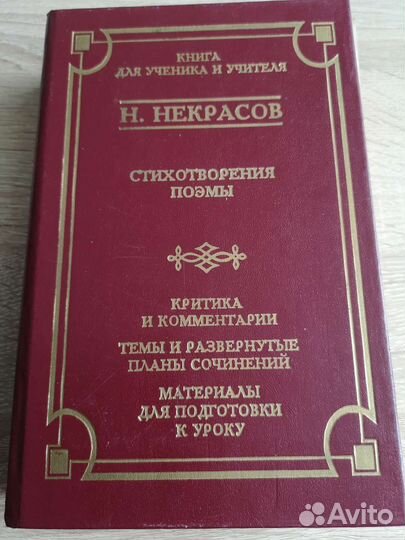 КНИГА
ДЛЯ УЧЕНИКА И УЧИТЕЛЯ
Н. НЕКРАСОВ
СТИХОТВОРЕНИЯ
ПОЭМЫ
КРИТИКА
И КОММЕНТАРИИ
ТЕМЫ И РАЗВЕРНУТЫЕ
ПЛАНЫ СОЧИНЕНИЙ
МАТЕРИАЛЫ
ДЛЯ ПОДГОТОВКИ
К УРОКУ
Avito